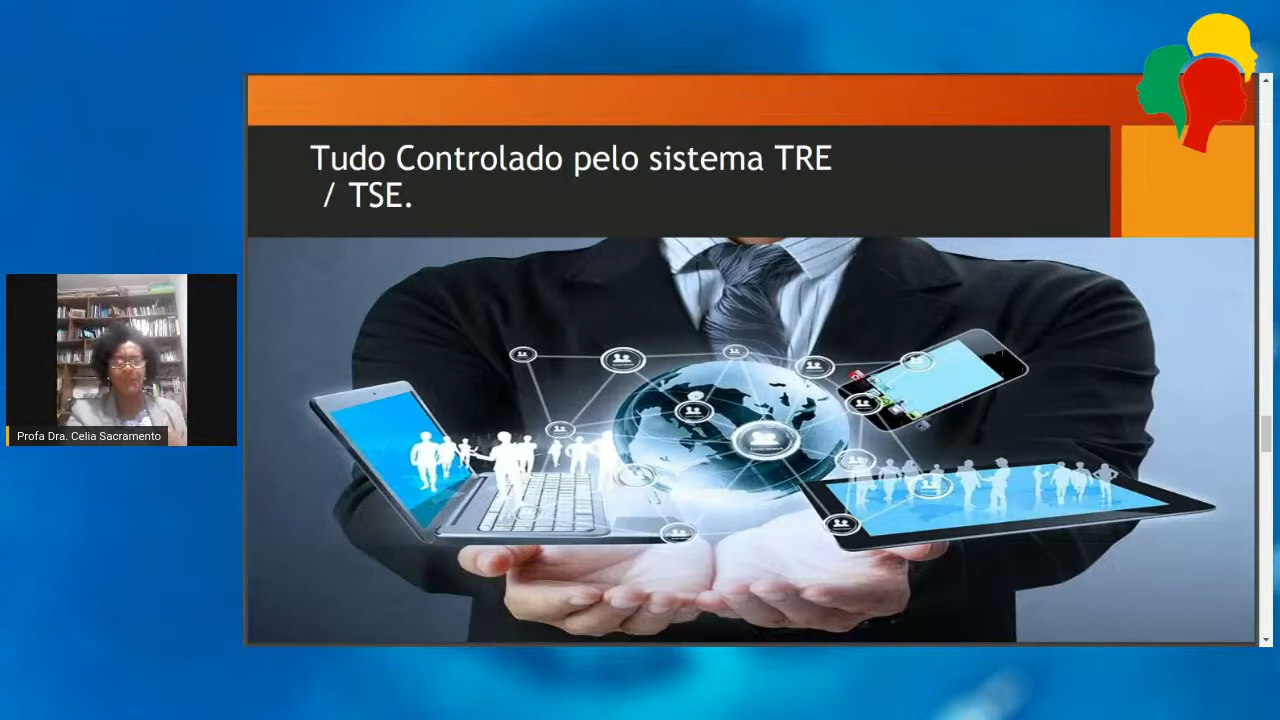 Tudo Controlado pelo sistema TRE
/ TSE.
Profa Dra. Celia Sacramento